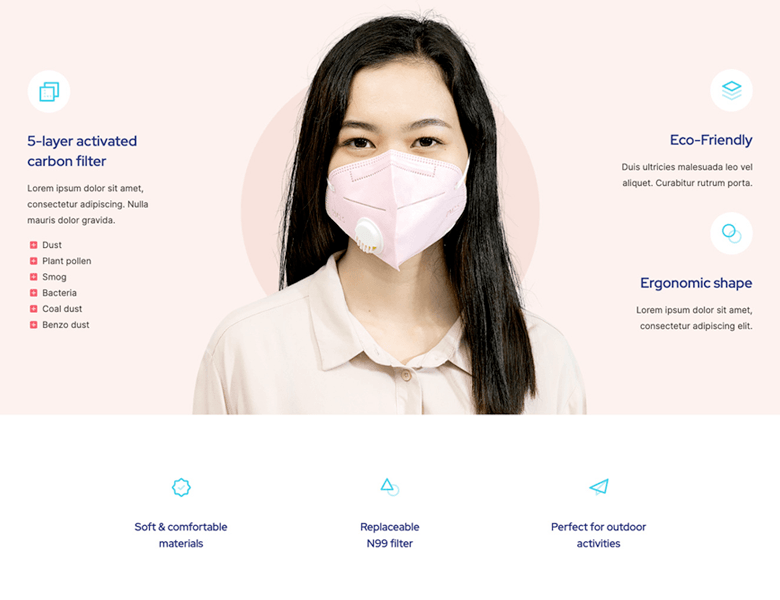 5-layer activated
carbon filter
Lorem ipsum dolor sit amet,
consectetur adipiscing. Nulla
mauris dolor gravida.
Dust
Plant pollen
Smog
Bacteria
Coal dust
Benzo dust
Eco-Friendly
Duis ultricies malesuada leo vel
aliquet. Curabitur rutrum porta.
Ergonomic shape
Lorem ipsum dolor sit amet,
consectetur adipiscing elit.
Soft & comfortable
materials
Replaceable
N99 filter
Perfect for outdoor
activities